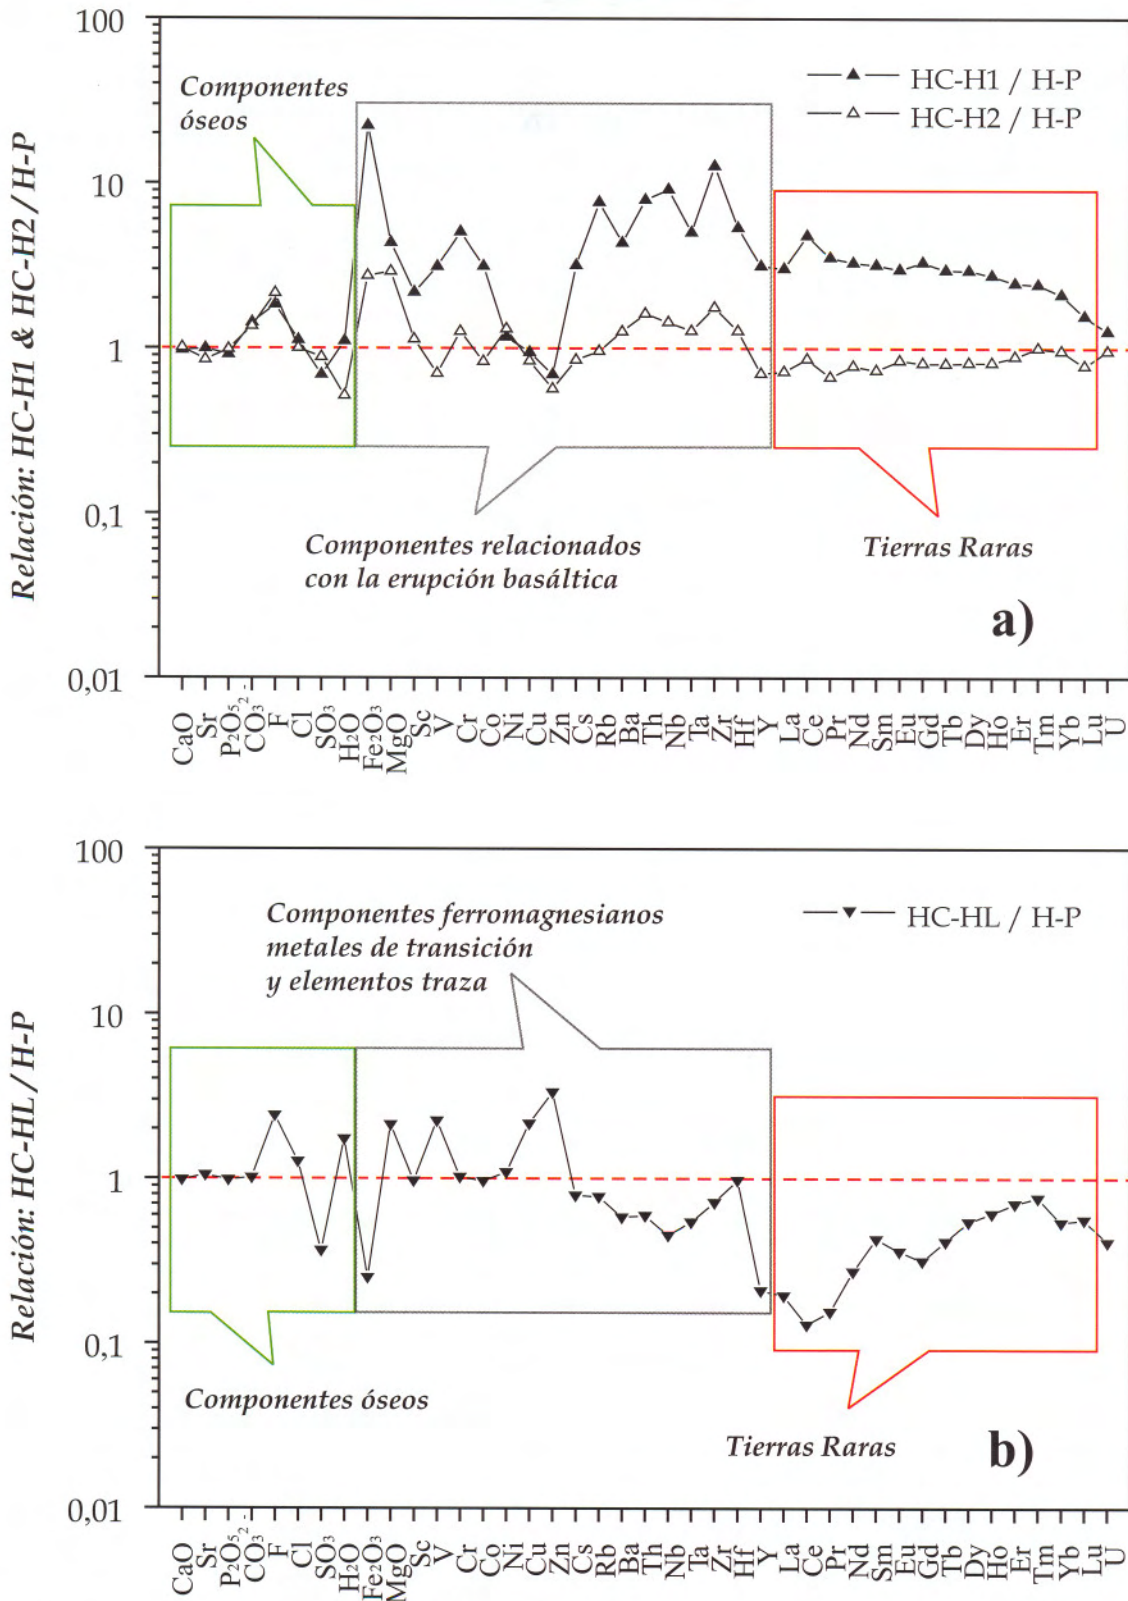 100
10
1
0,1
0,01
Relación: HC-H1 & HC-H2 / H-P
Componentes
óseos
HC-H1 / H-P
HC-H2 / H-P
Componentes relacionados
con la erupción basáltica
Tierras Raras
a)
CaO Sr P₂O₅ CO₃²⁻ F Cl SO₃ H₂O Fe₂O₃ MgO Sc V Cr Co Ni Cu Zn Cs Rb Ba Th Nb Ta Zr Hf Y La Ce Pr Nd Sm Eu Gd Tb Dy Ho Er Tm Yb Lu U
100
10
1
0,1
0,01
Relación: HC-HL / H-P
Componentes ferromagnesianos
metales de transición
y elementos traza
HC-HL / H-P
Componentes óseos
Tierras Raras
b)
CaO Sr P₂O₅ CO₃²⁻ F Cl SO₃ H₂O Fe₂O₃ MgO Sc V Cr Co Ni Cu Zn Cs Rb Ba Th Nb Ta Zr Hf Y La Ce Pr Nd Sm Eu Gd Tb Dy Ho Er Tm Yb Lu U